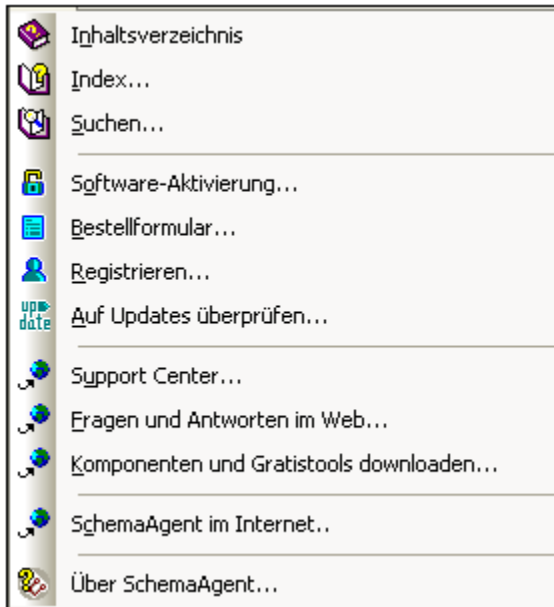 Inhaltsverzeichnis
Index...
Suchen...
Software-Aktivierung...
Bestellformular...
Registrieren...
Auf Updates überprüfen...
Support Center...
Fragen und Antworten im Web...
Komponenten und Gratistools downloaden...
SchemaAgent im Internet..
Über SchemaAgent...